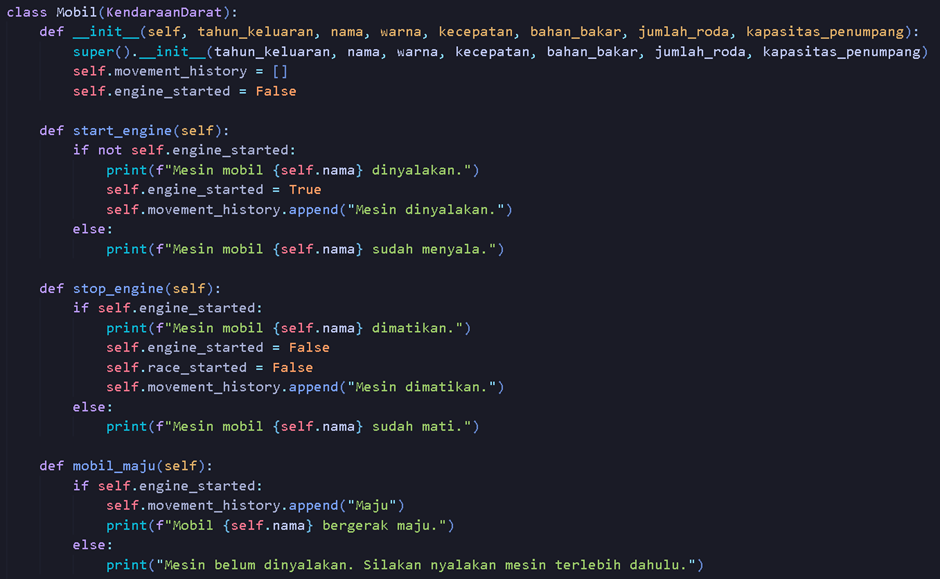 class Mobil(KendaraanDarat):
    def __init__(self, tahun_keluaran, nama, warna, kecepatan, bahan_bakar, jumlah_roda, kapasitas_penumpang):
        super().__init__(tahun_keluaran, nama, warna, kecepatan, bahan_bakar, jumlah_roda, kapasitas_penumpang)
        self.movement_history = []
        self.engine_started = False

    def start_engine(self):
        if not self.engine_started:
            print(f"Mesin mobil {self.nama} dinyalakan.")
            self.engine_started = True
            self.movement_history.append("Mesin dinyalakan.")
        else:
            print(f"Mesin mobil {self.nama} sudah menyala.")

    def stop_engine(self):
        if self.engine_started:
            print(f"Mesin mobil {self.nama} dimatikan.")
            self.engine_started = False
            self.race_started = False
            self.movement_history.append("Mesin dimatikan.")
        else:
            print(f"Mesin mobil {self.nama} sudah mati.")

    def mobil_maju(self):
        if self.engine_started:
            self.movement_history.append("Maju")
            print(f"Mobil {self.nama} bergerak maju.")
        else:
            print("Mesin belum dinyalakan. Silakan nyalakan mesin terlebih dahulu.")